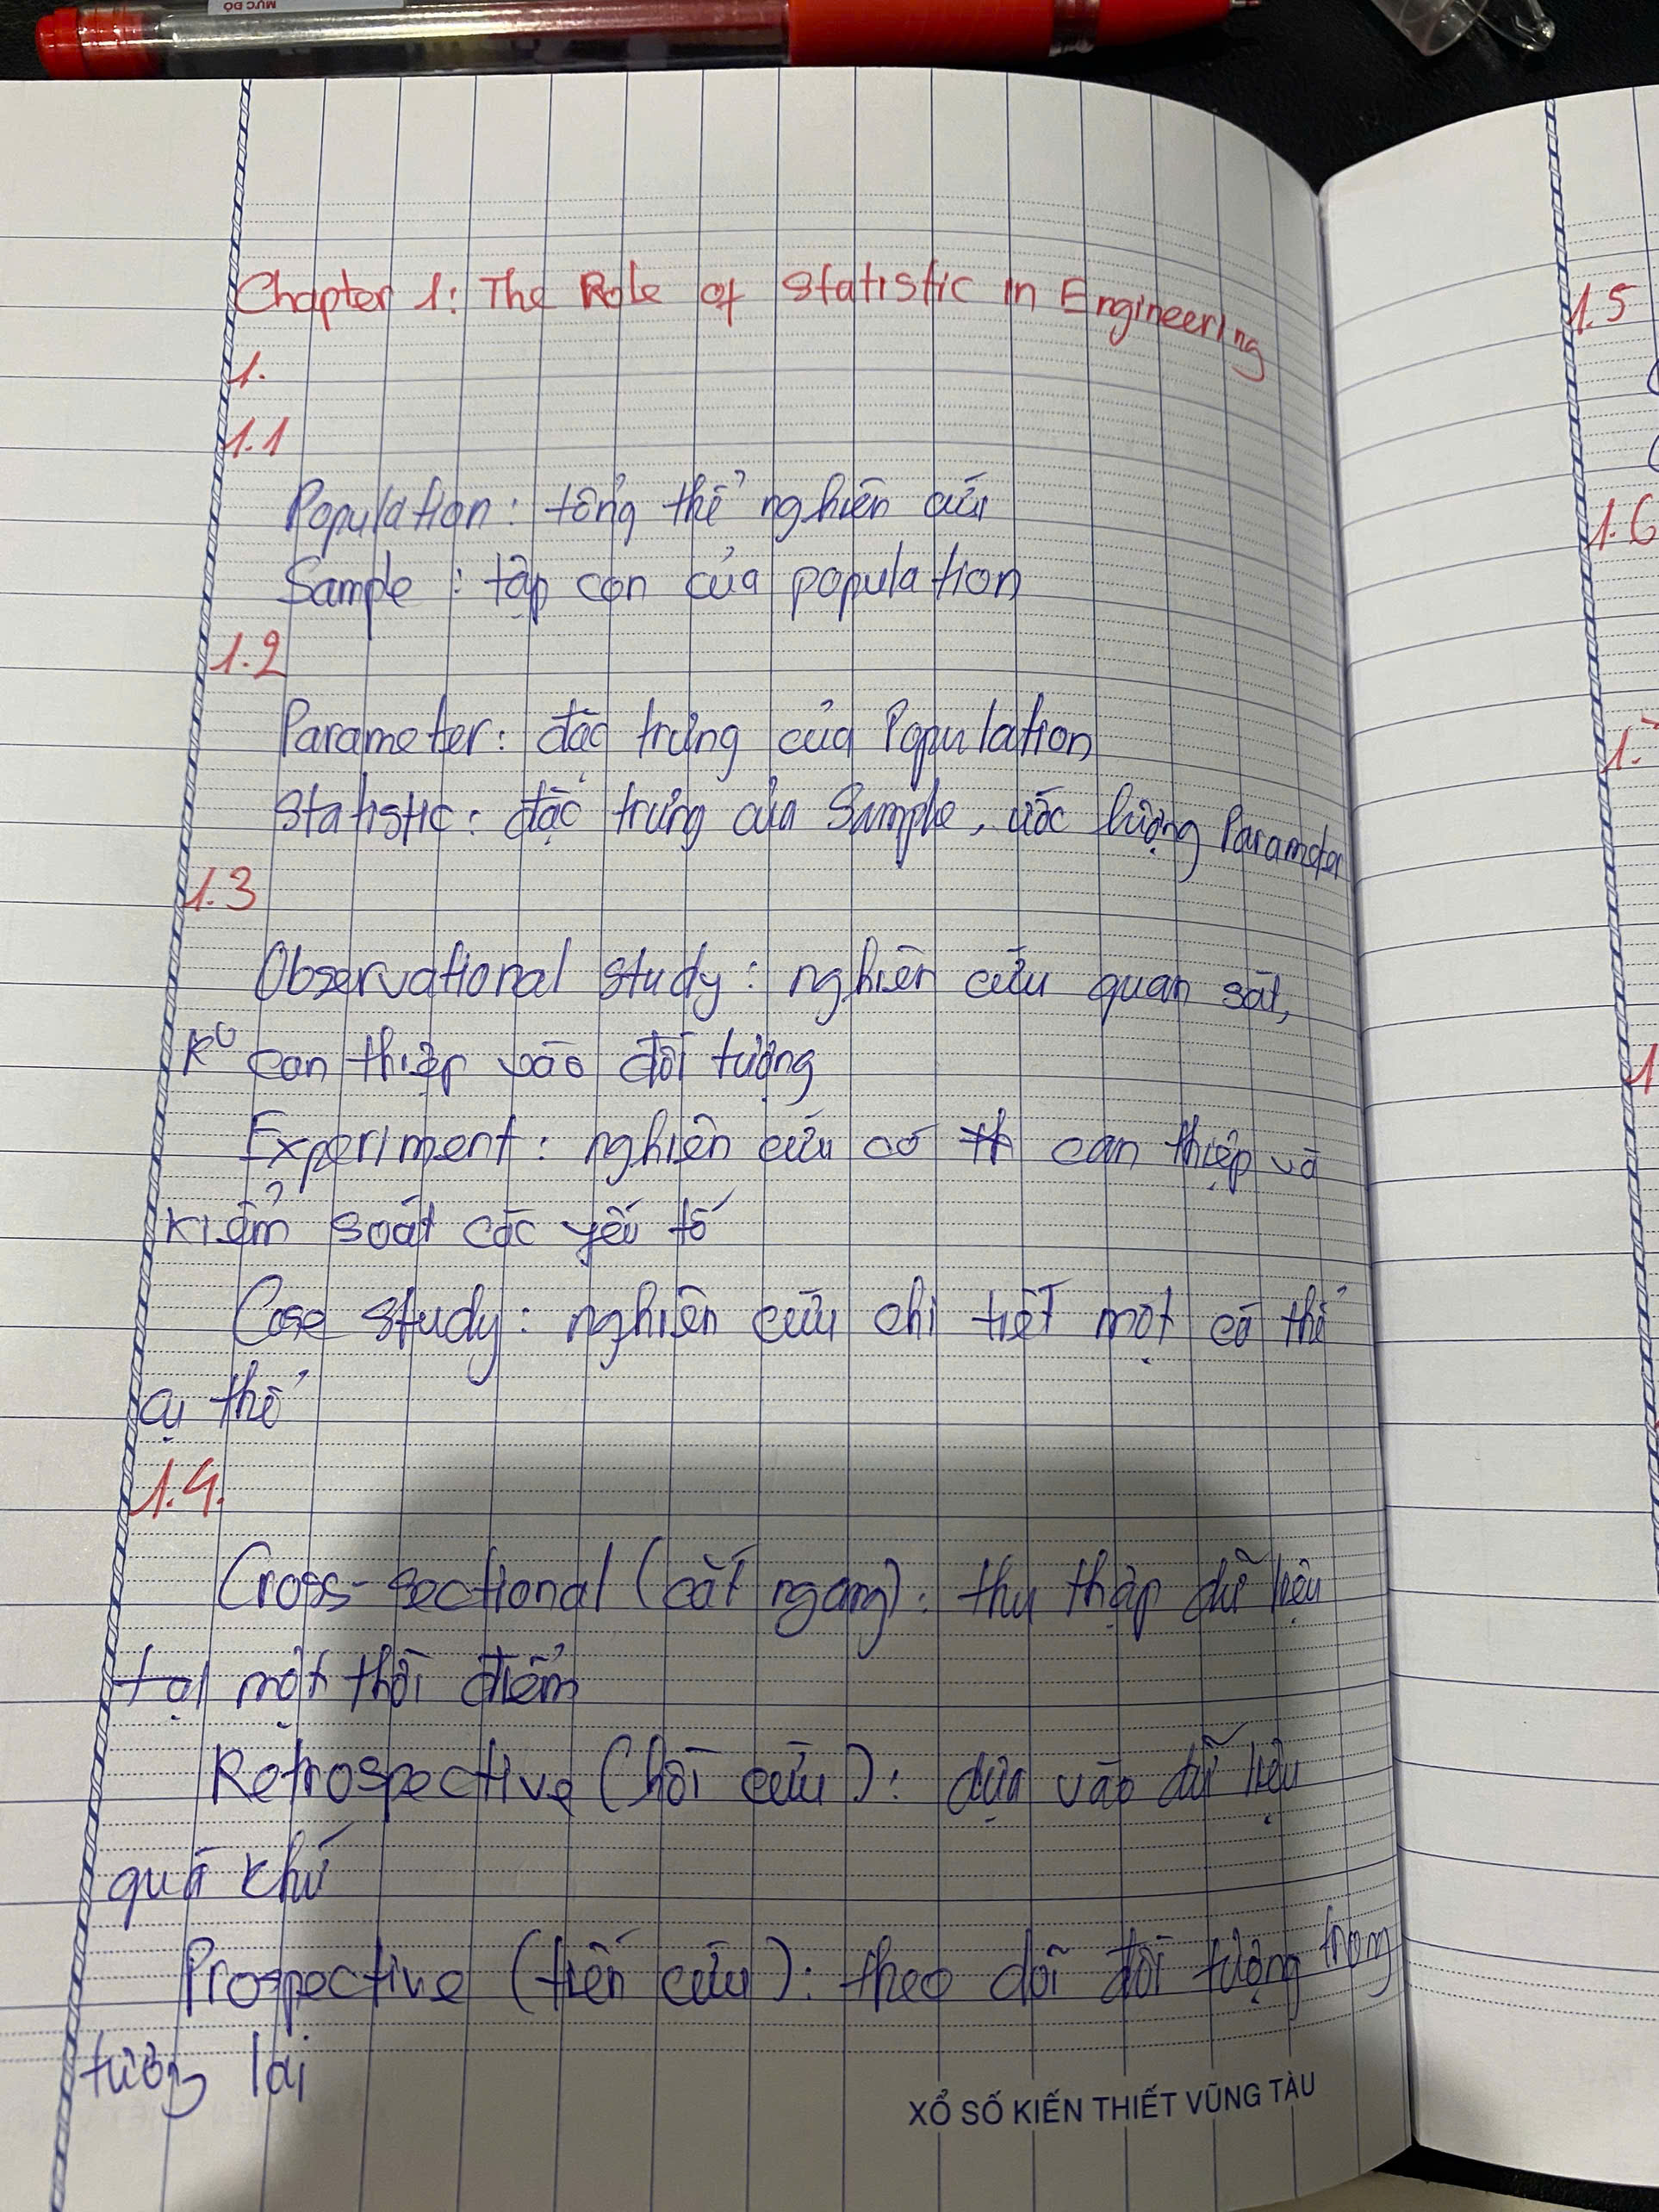 MỨC ĐỘ
Chapter 1: The Role of Statistic in Engineering
1.
1.1
Population: tổng thể nghiên cứu
Sample: tập con của population
1.2
Parameter: đặc trưng của Population
Statistic: đặc trưng của Sample, ước lượng Parameter
1.3
Observational study: nghiên cứu quan sát,
K⁰ can thiệp vào đối tượng
Experiment: nghiên cứu có can thiệp và
kiểm soát các yếu tố
Case study: nghiên cứu chi tiết một cá thể
cụ thể
1.4.
Cross-sectional (cắt ngang): thu thập dữ liệu
tại một thời điểm
Retrospective (hồi cứu): dựa vào dữ liệu
quá khứ
Prospective (tiến cứu): theo dõi đối tượng trong
tương lai
XỔ SỐ KIẾN THIẾT VŨNG TÀU
1.5
1.6